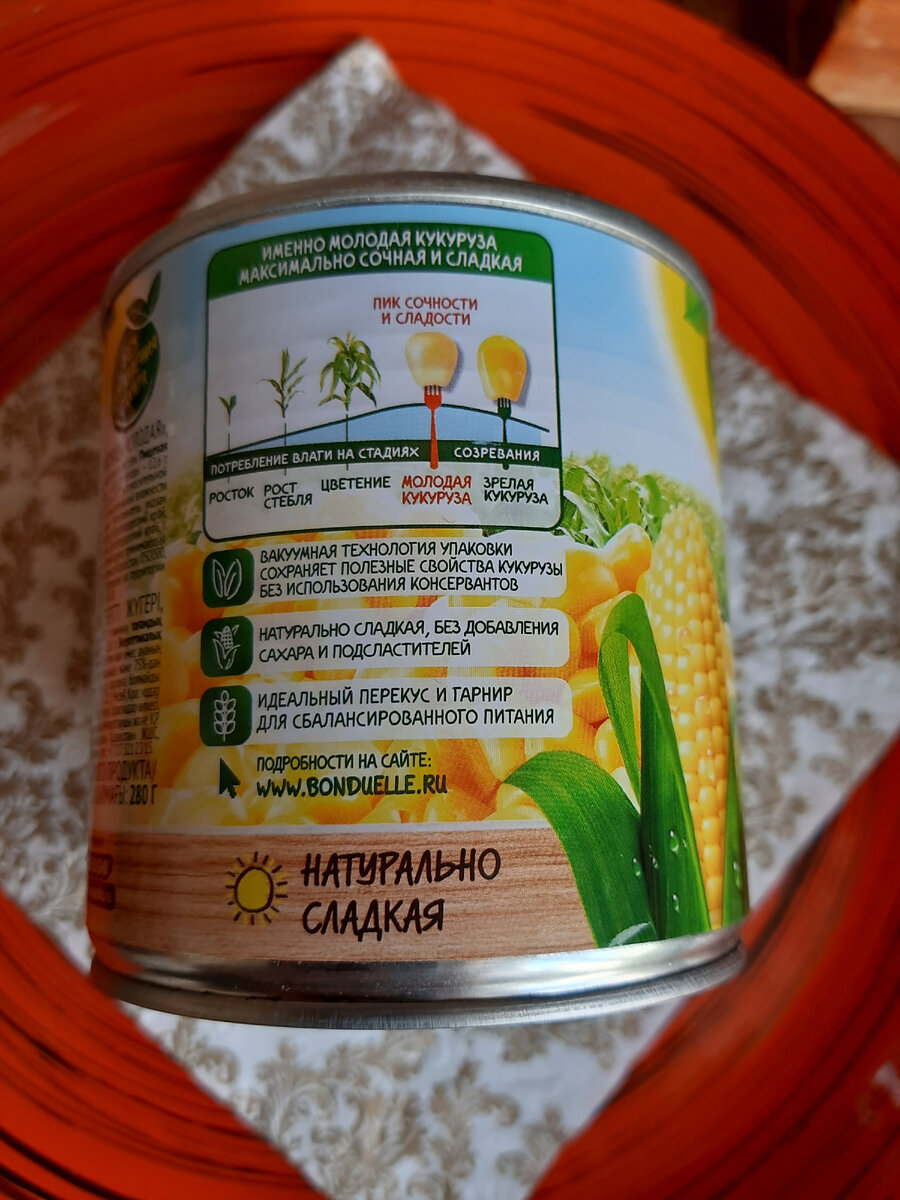 ИМЕННО МОЛОДАЯ КУКУРУЗА
МАКСИМАЛЬНО СОЧНАЯ И СЛАДКАЯ
ПИК СОЧНОСТИ
И СЛАДОСТИ
ПОТРЕБЛЕНИЕ ВЛАГИ НА СТАДИЯХ СОЗРЕВАНИЯ
РОСТОК
РОСТ
СТЕБЛЯ
ЦВЕТЕНИЕ
МОЛОДАЯ
КУКУРУЗА
ЗРЕЛАЯ
КУКУРУЗА
ВАКУУМНАЯ ТЕХНОЛОГИЯ УПАКОВКИ
СОХРАНЯЕТ ПОЛЕЗНЫЕ СВОЙСТВА КУКУРУЗЫ
БЕЗ ИСПОЛЬЗОВАНИЯ КОНСЕРВАНТОВ
НАТУРАЛЬНО СЛАДКАЯ, БЕЗ ДОБАВЛЕНИЯ
САХАРА И ПОДСЛАСТИТЕЛЕЙ
ИДЕАЛЬНЫЙ ПЕРЕКУС И ГАРНИР
ДЛЯ СБАЛАНСИРОВАННОГО ПИТАНИЯ
ПОДРОБНОСТИ НА САЙТЕ:
WWW.BONDUELLE.RU
НАТУРАЛЬНО
СЛАДКАЯ
ЖҮГЕРІ,
280 Г